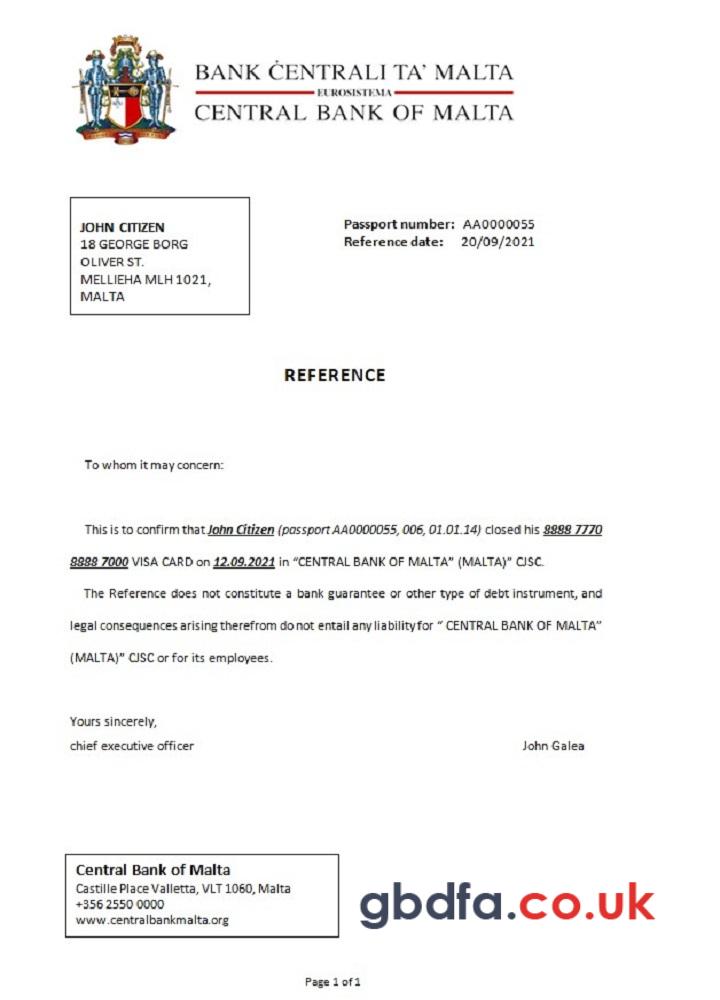 BANK ĊENTRALI TA' MALTA
EUROSISTEMA
CENTRAL BANK OF MALTA
JOHN CITIZEN
18 GEORGE BORG
OLIVER ST.
MELLIEHA MLH 1021,
MALTA
Passport number: AA0000055
Reference date: 20/09/2021
REFERENCE
To whom it may concern:
This is to confirm that John Citizen (passport AA0000055, 006, 01.01.14) closed his 8888 7770
8888 7000 VISA CARD on 12.09.2021 in "CENTRAL BANK OF MALTA" (MALTA)" CJSC.
The Reference does not constitute a bank guarantee or other type of debt instrument, and
legal consequences arising therefrom do not entail any liability for " CENTRAL BANK OF MALTA"
(MALTA)" CJSC or for its employees.
Yours sincerely,
chief executive officer John Galea
Central Bank of Malta
Castille Place Valletta, VLT 1060, Malta
+356 2550 0000
www.centralbankmalta.org
gbdfa.co.uk
Page 1 of 1